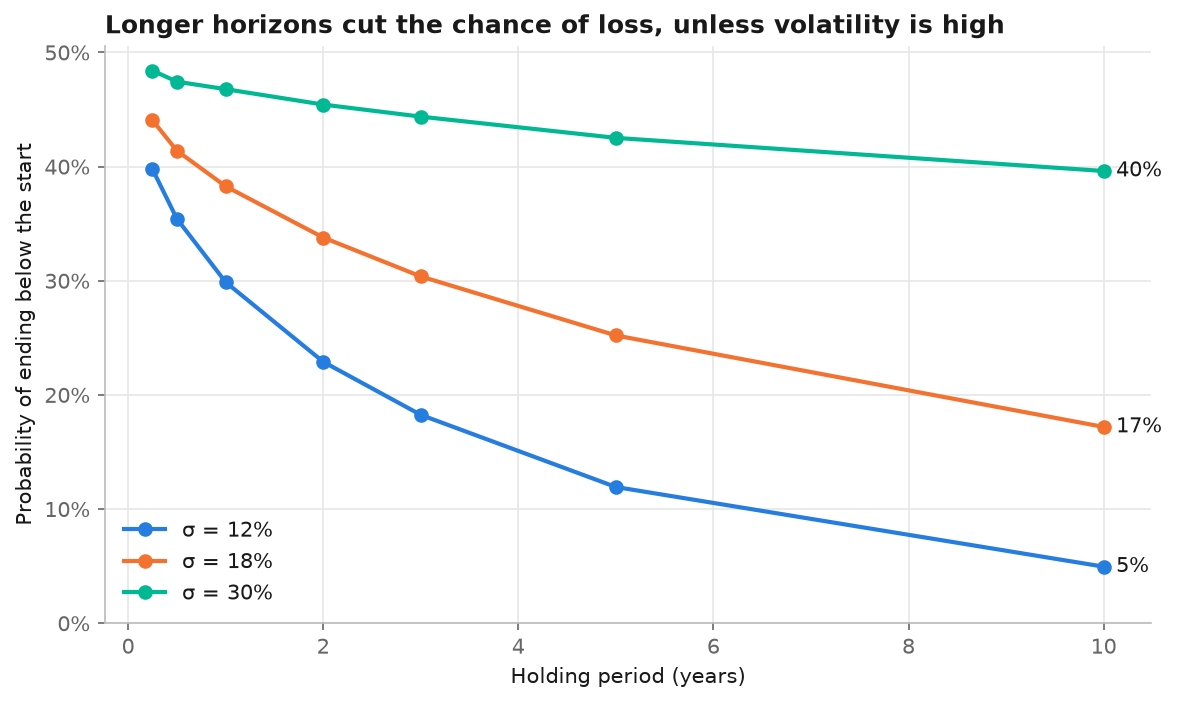 Longer horizons cut the chance of loss, unless volatility is high
Probability of ending below the start
50%
40%
30%
20%
10%
0%
40%
17%
5%
σ = 12%
σ = 18%
σ = 30%
0 2 4 6 8 10
Holding period (years)